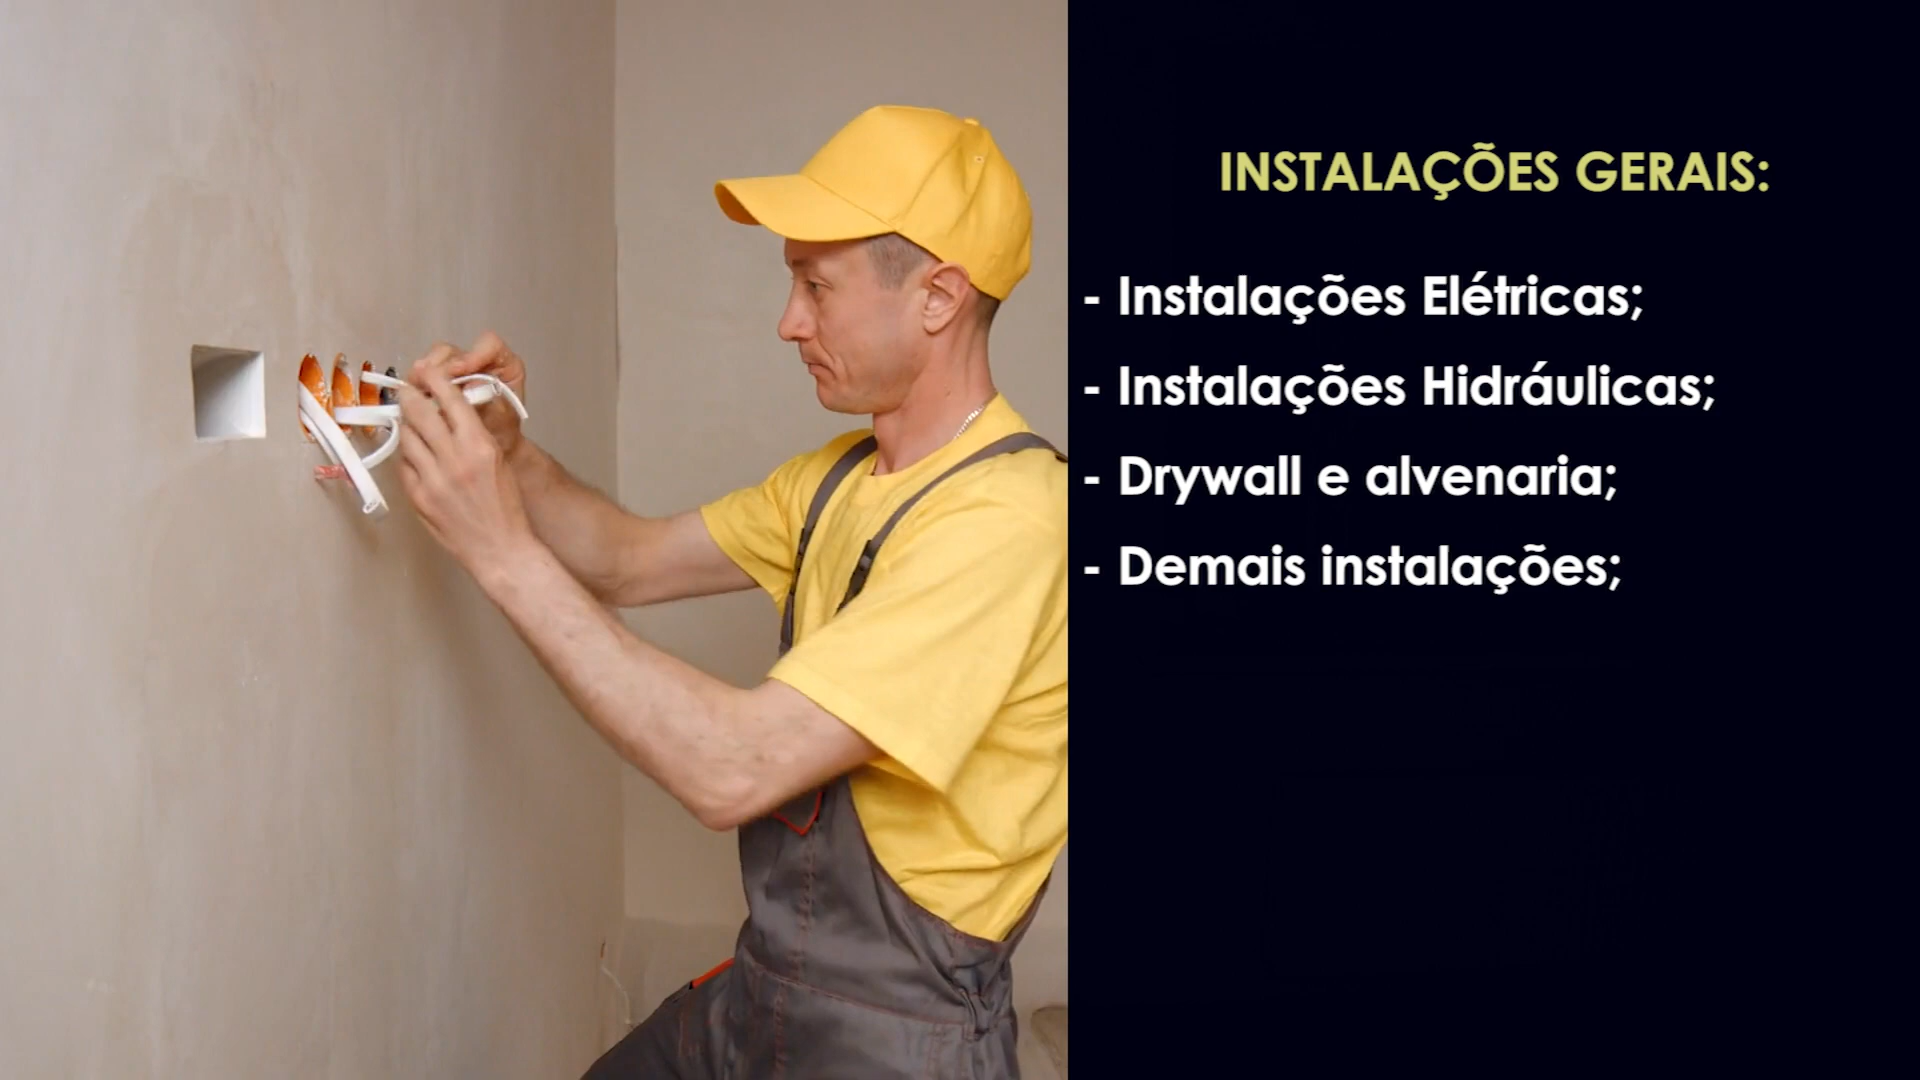 INSTALAÇÕES GERAIS:
- Instalações Elétricas;
- Instalações Hidráulicas;
- Drywall e alvenaria;
- Demais instalações;